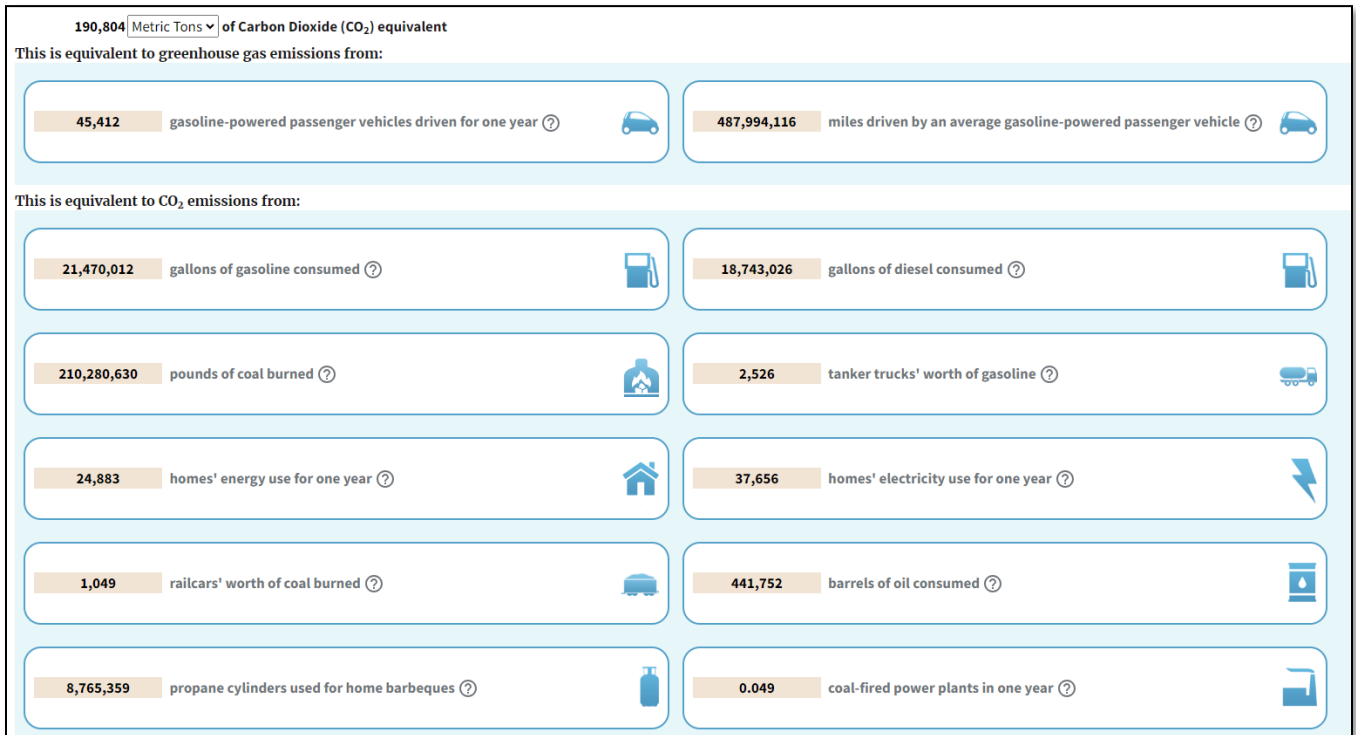 190,804 Metric Tons of Carbon Dioxide (CO₂) equivalent
This is equivalent to greenhouse gas emissions from:
45,412 gasoline-powered passenger vehicles driven for one year ?
487,994,116 miles driven by an average gasoline-powered passenger vehicle ?
This is equivalent to CO₂ emissions from:
21,470,012 gallons of gasoline consumed ?
18,743,026 gallons of diesel consumed ?
210,280,630 pounds of coal burned ?
2,526 tanker trucks' worth of gasoline ?
24,883 homes' energy use for one year ?
37,656 homes' electricity use for one year ?
1,049 railcars' worth of coal burned ?
441,752 barrels of oil consumed ?
8,765,359 propane cylinders used for home barbeques ?
0.049 coal-fired power plants in one year ?